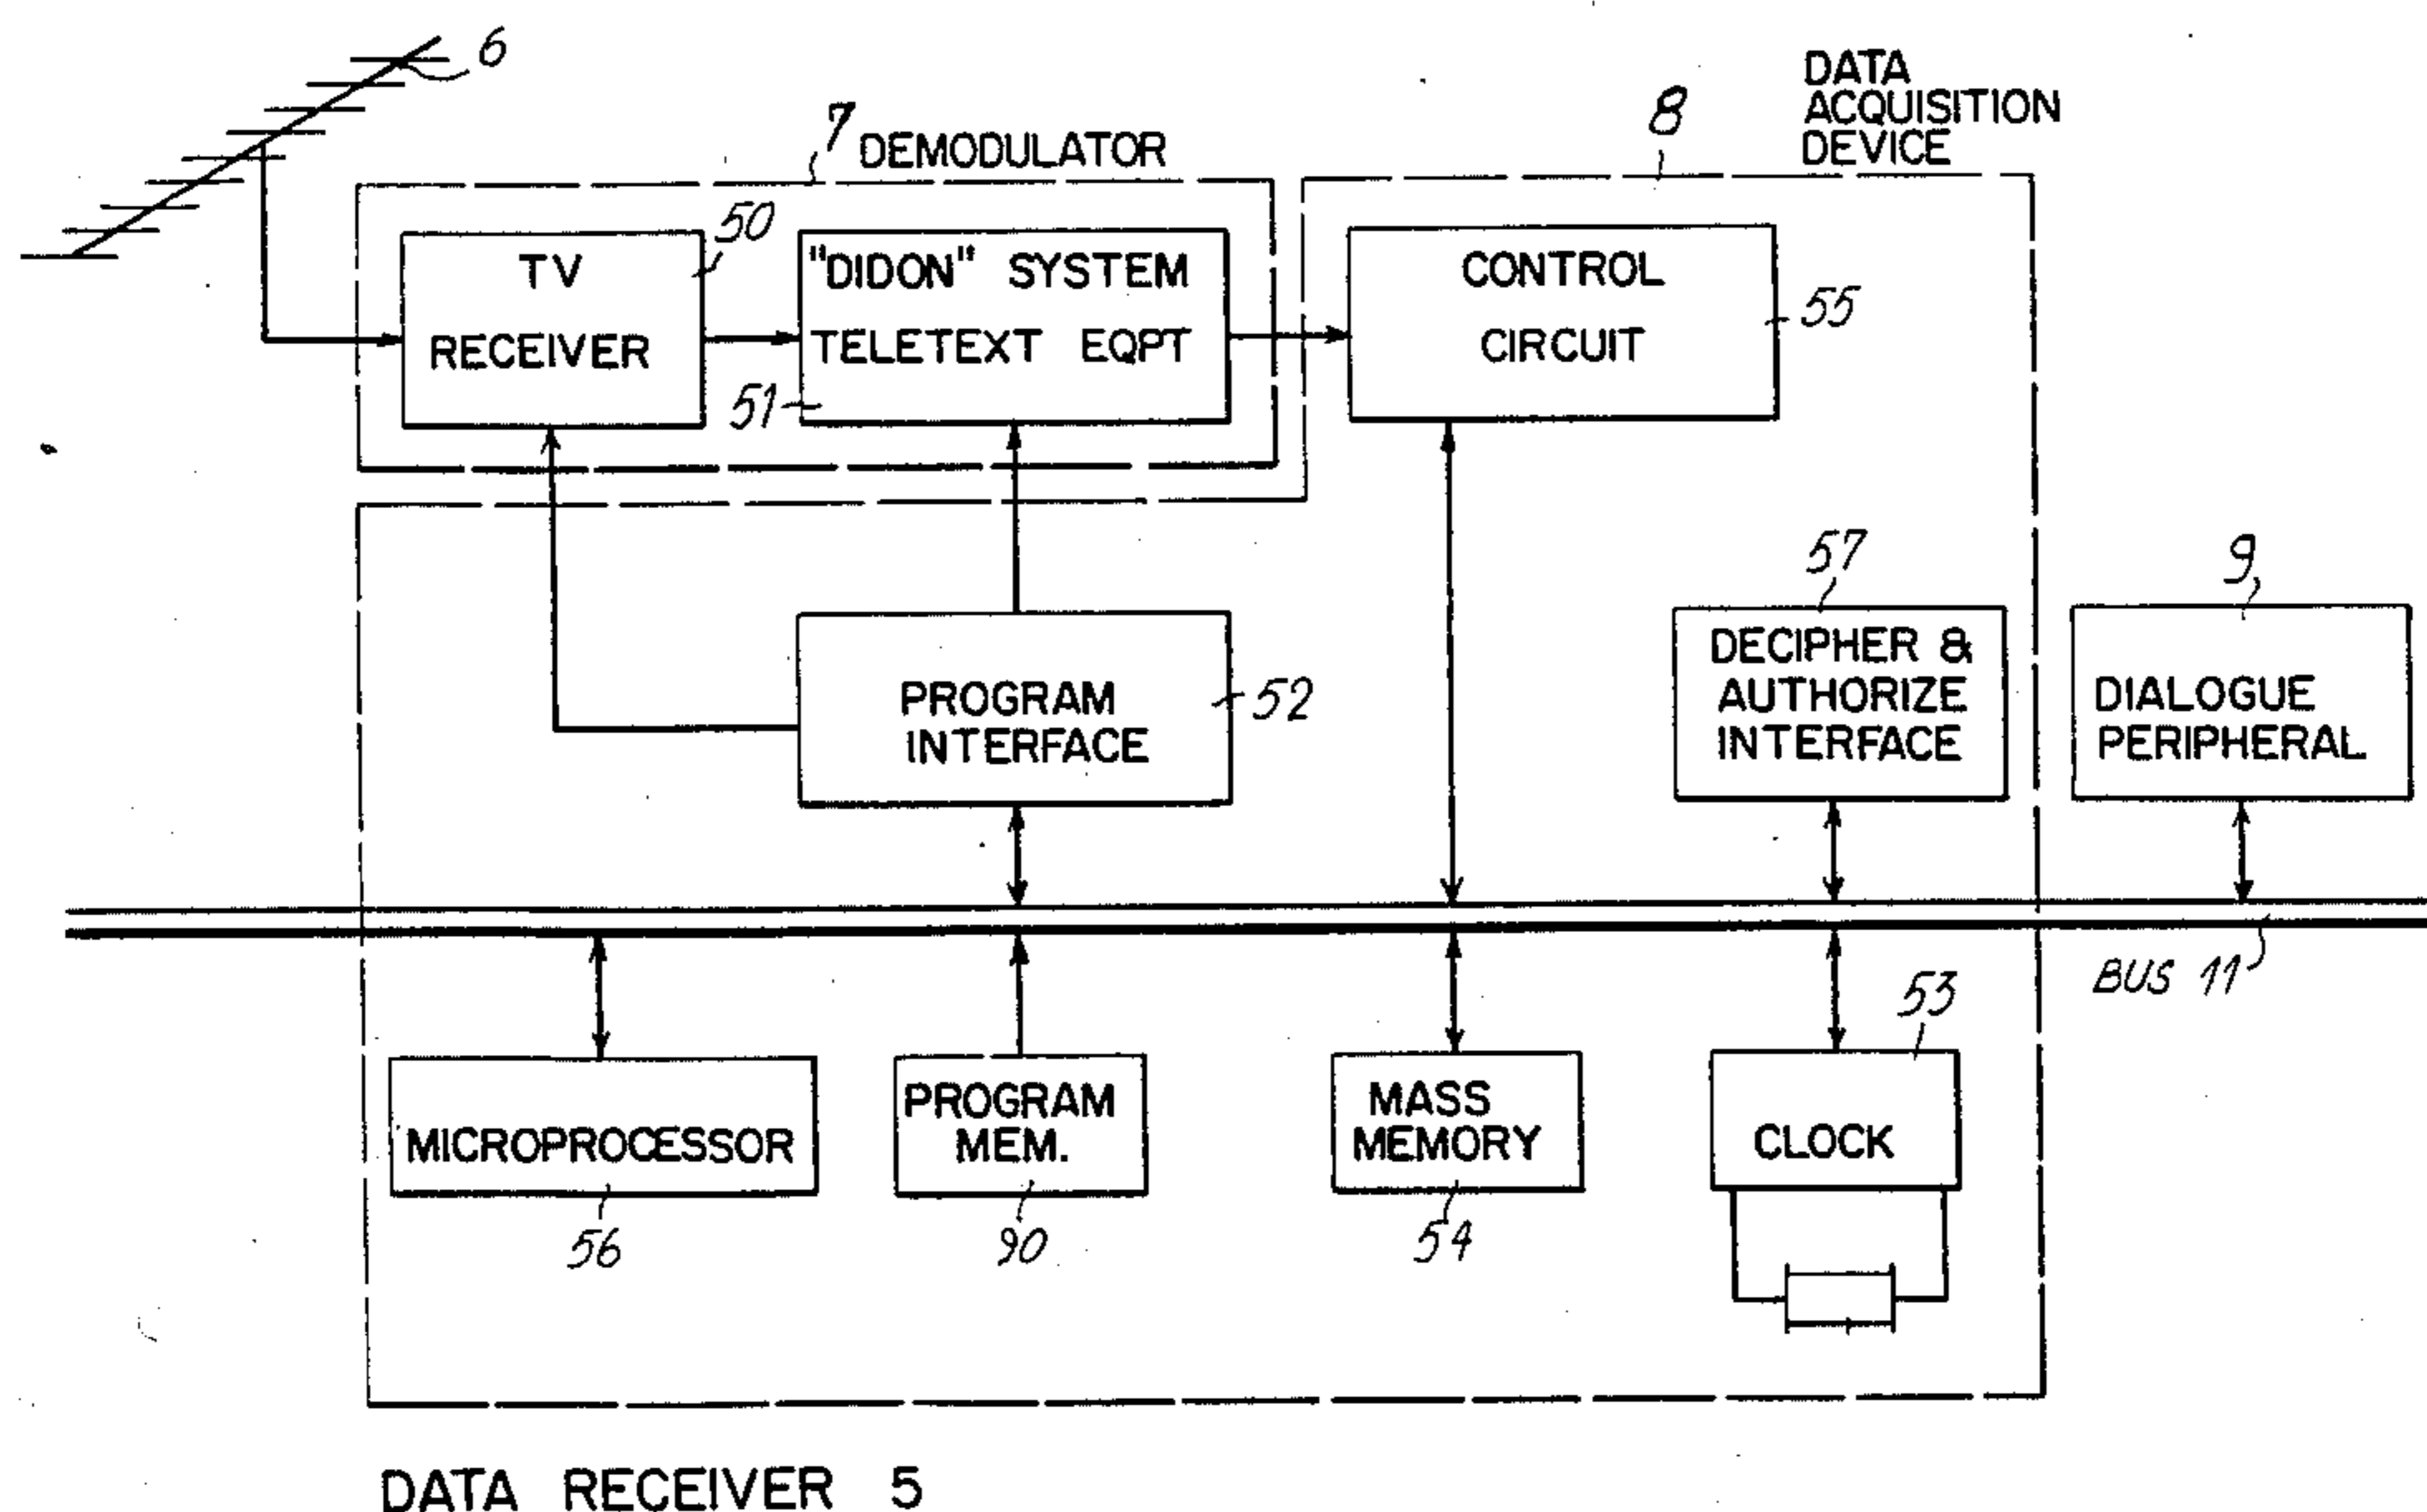 6
7 DEMODULATOR
8
DATA
ACQUISITION
DEVICE
50
TV
RECEIVER
"DIDON" SYSTEM
TELETEXT EQPT
51
CONTROL
CIRCUIT
55
PROGRAM
INTERFACE
52
57
DECIPHER &
AUTHORIZE
INTERFACE
9
DIALOGUE
PERIPHERAL
BUS 11
MICROPROCESSOR
56
PROGRAM
MEM.
90
MASS
MEMORY
54
53
CLOCK
DATA RECEIVER 5